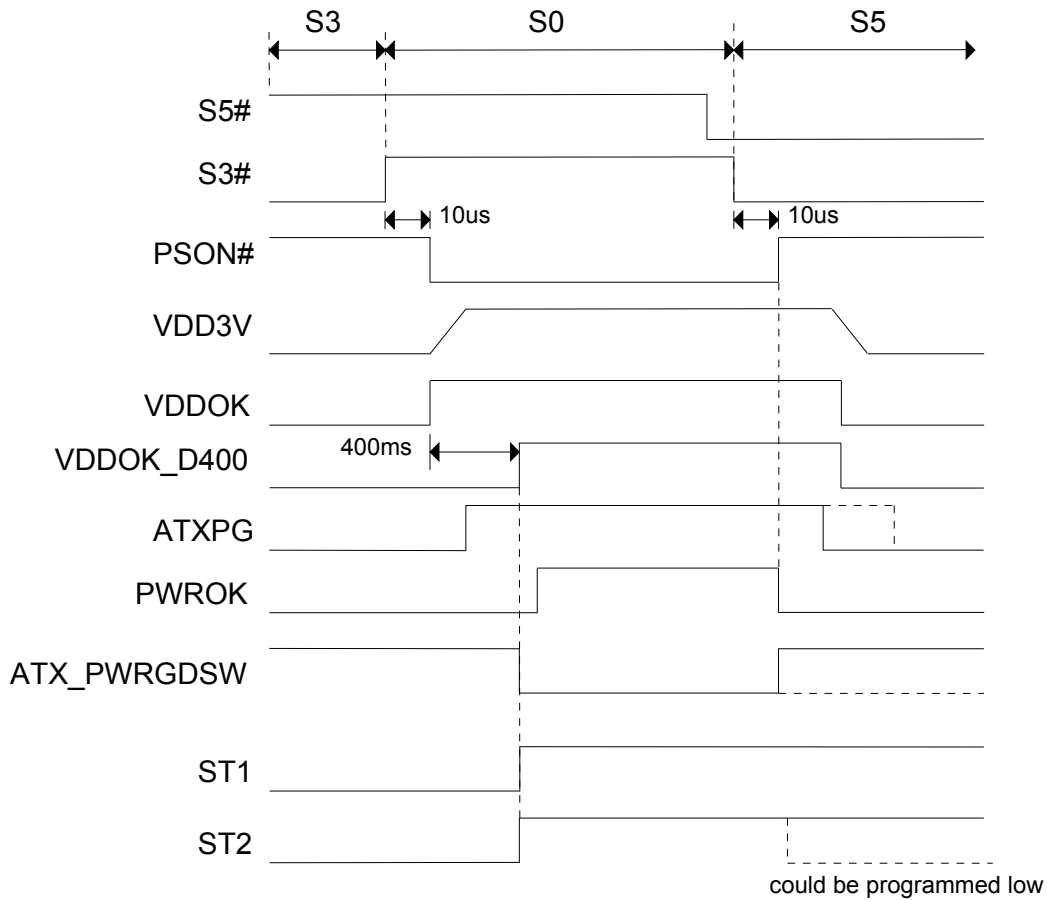 S3 S0 S5
S5#
S3#
10us 10us
PSON#
VDD3V
VDDOK
400ms
VDDOK_D400
ATXPG
PWROK
ATX_PWRGDSW
ST1
ST2
could be programmed low